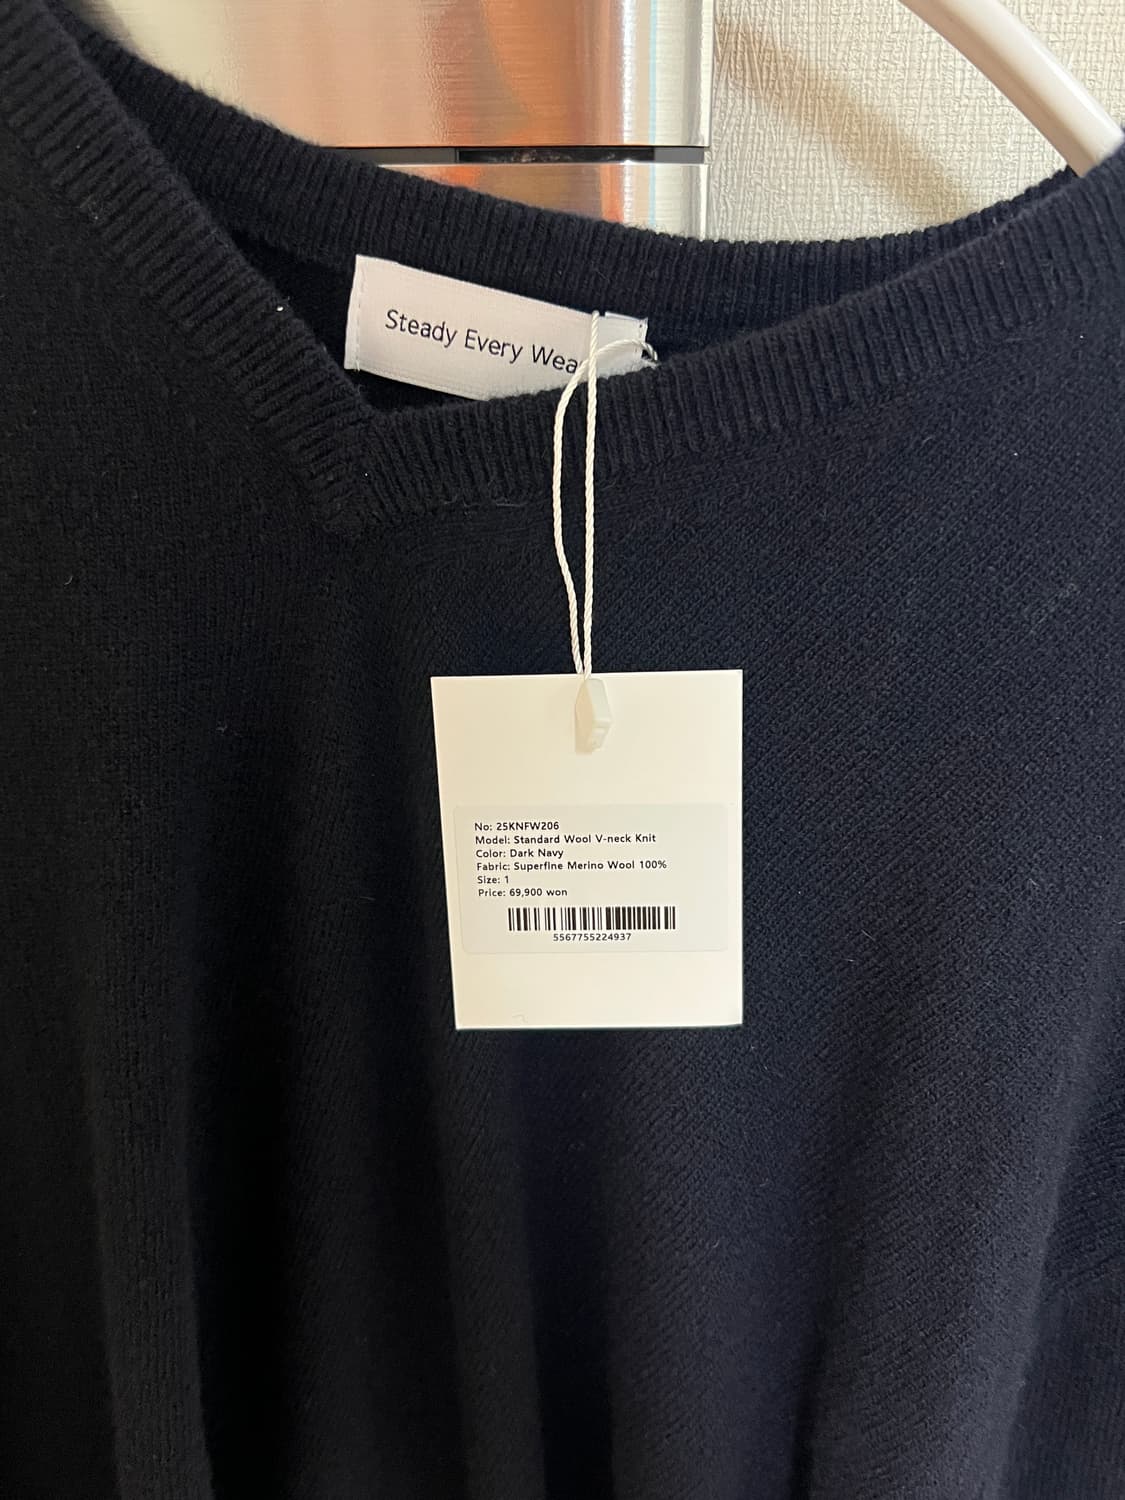 Steady Every Wea
No: 25KNFW206
Model: Standard Wool V-neck Knit
Color: Dark Navy
Fabric: Superfine Merino Wool 100%
Size: 1
Price: 69,900 won
5567755224937